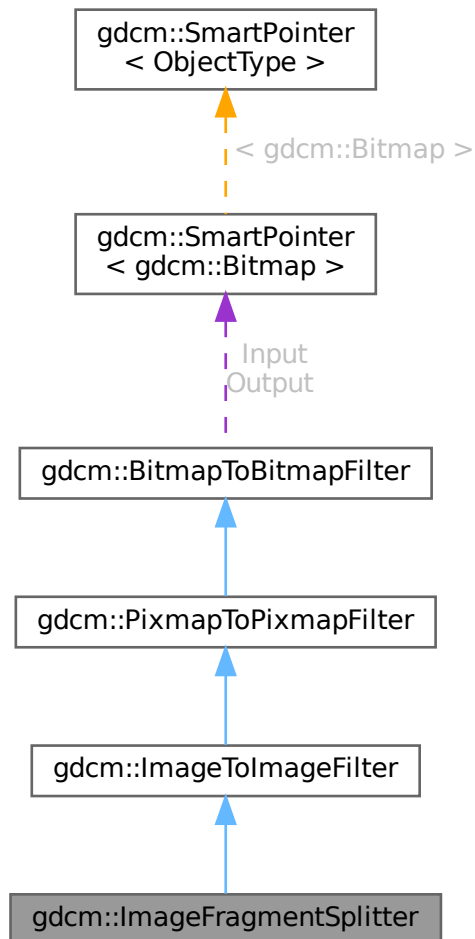 gdcm::SmartPointer
< ObjectType >
< gdcm::Bitmap >
gdcm::SmartPointer
< gdcm::Bitmap >
Input
Output
gdcm::BitmapToBitmapFilter
gdcm::PixmapToPixmapFilter
gdcm::ImageToImageFilter
gdcm::ImageFragmentSplitter